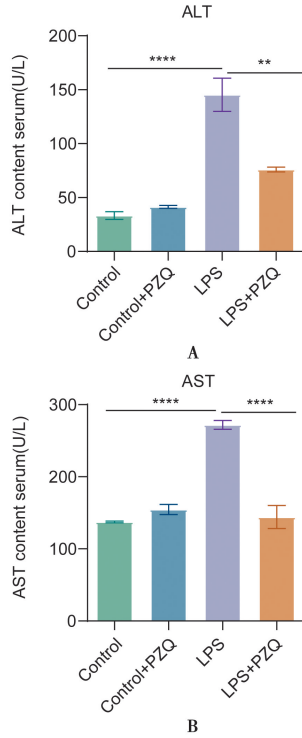 ALT
ALT content serum(U/L)
200
150
100
50
0
****
**
Control
Control+PZQ
LPS
LPS+PZQ
A
AST
AST content serum(U/L)
300
200
100
0
****
****
Control
Control+PZQ
LPS
LPS+PZQ
B